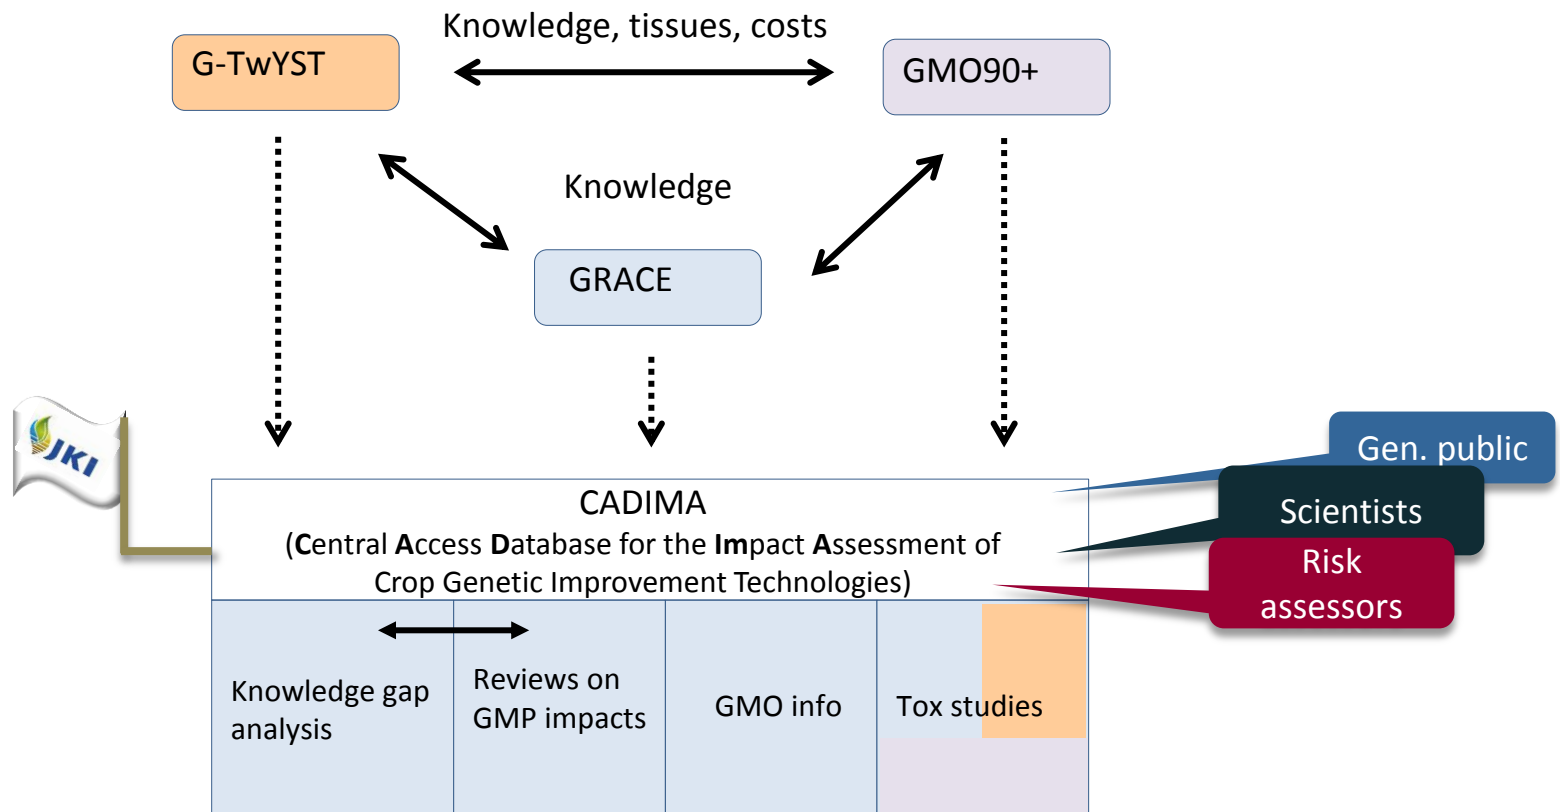 Knowledge, tissues, costs
G-TwYST
GMO90+
Knowledge
GRACE
JKI
Gen. public
Scientists
Risk
assessors
CADIMA
(Central Access Database for the Impact Assessment of
Crop Genetic Improvement Technologies)
Knowledge gap
analysis
Reviews on
GMP impacts
GMO info
Tox studies